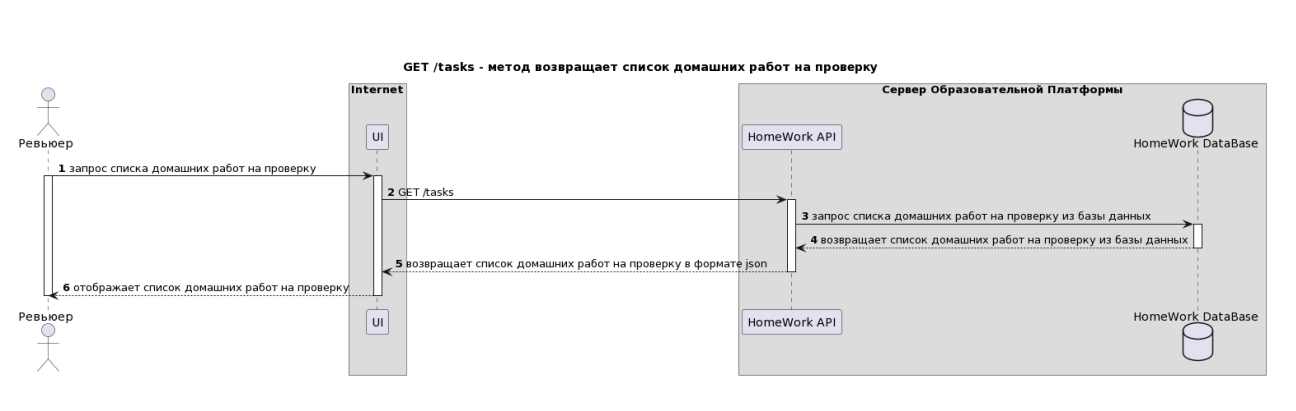 GET /tasks - метод возвращает список домашних работ на проверку
Internet
Сервер Образовательной Платформы
Ревьюер
UI
HomeWork API
HomeWork DataBase
1 запрос списка домашних работ на проверку
2 GET /tasks
3 запрос списка домашних работ на проверку из базы данных
4 возвращает список домашних работ на проверку из базы данных
5 возвращает список домашних работ на проверку в формате json
6 отображает список домашних работ на проверку
Ревьюер
UI
HomeWork API
HomeWork DataBase